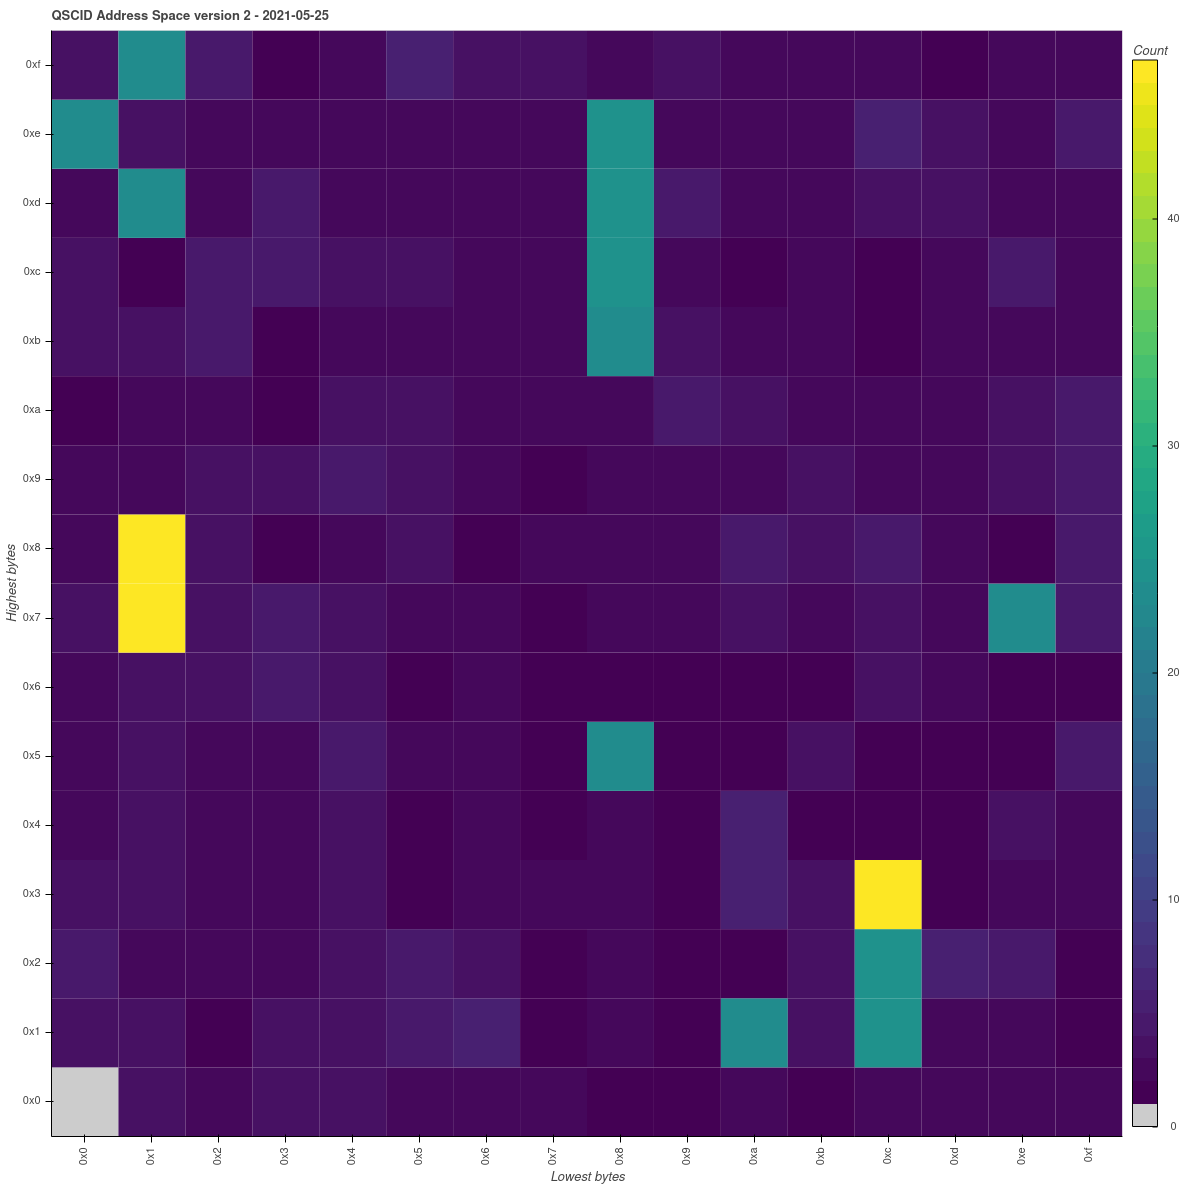 QSCID Address Space version 2 - 2021-05-25
Count
0xf
0xe
0xd
0xc
0xb
0xa
0x9
0x8
0x7
0x6
0x5
0x4
0x3
0x2
0x1
0x0
Highest bytes
40
30
20
10
0
0x0 0x1 0x2 0x3 0x4 0x5 0x6 0x7 0x8 0x9 0xa 0xb 0xc 0xd 0xe 0xf
Lowest bytes